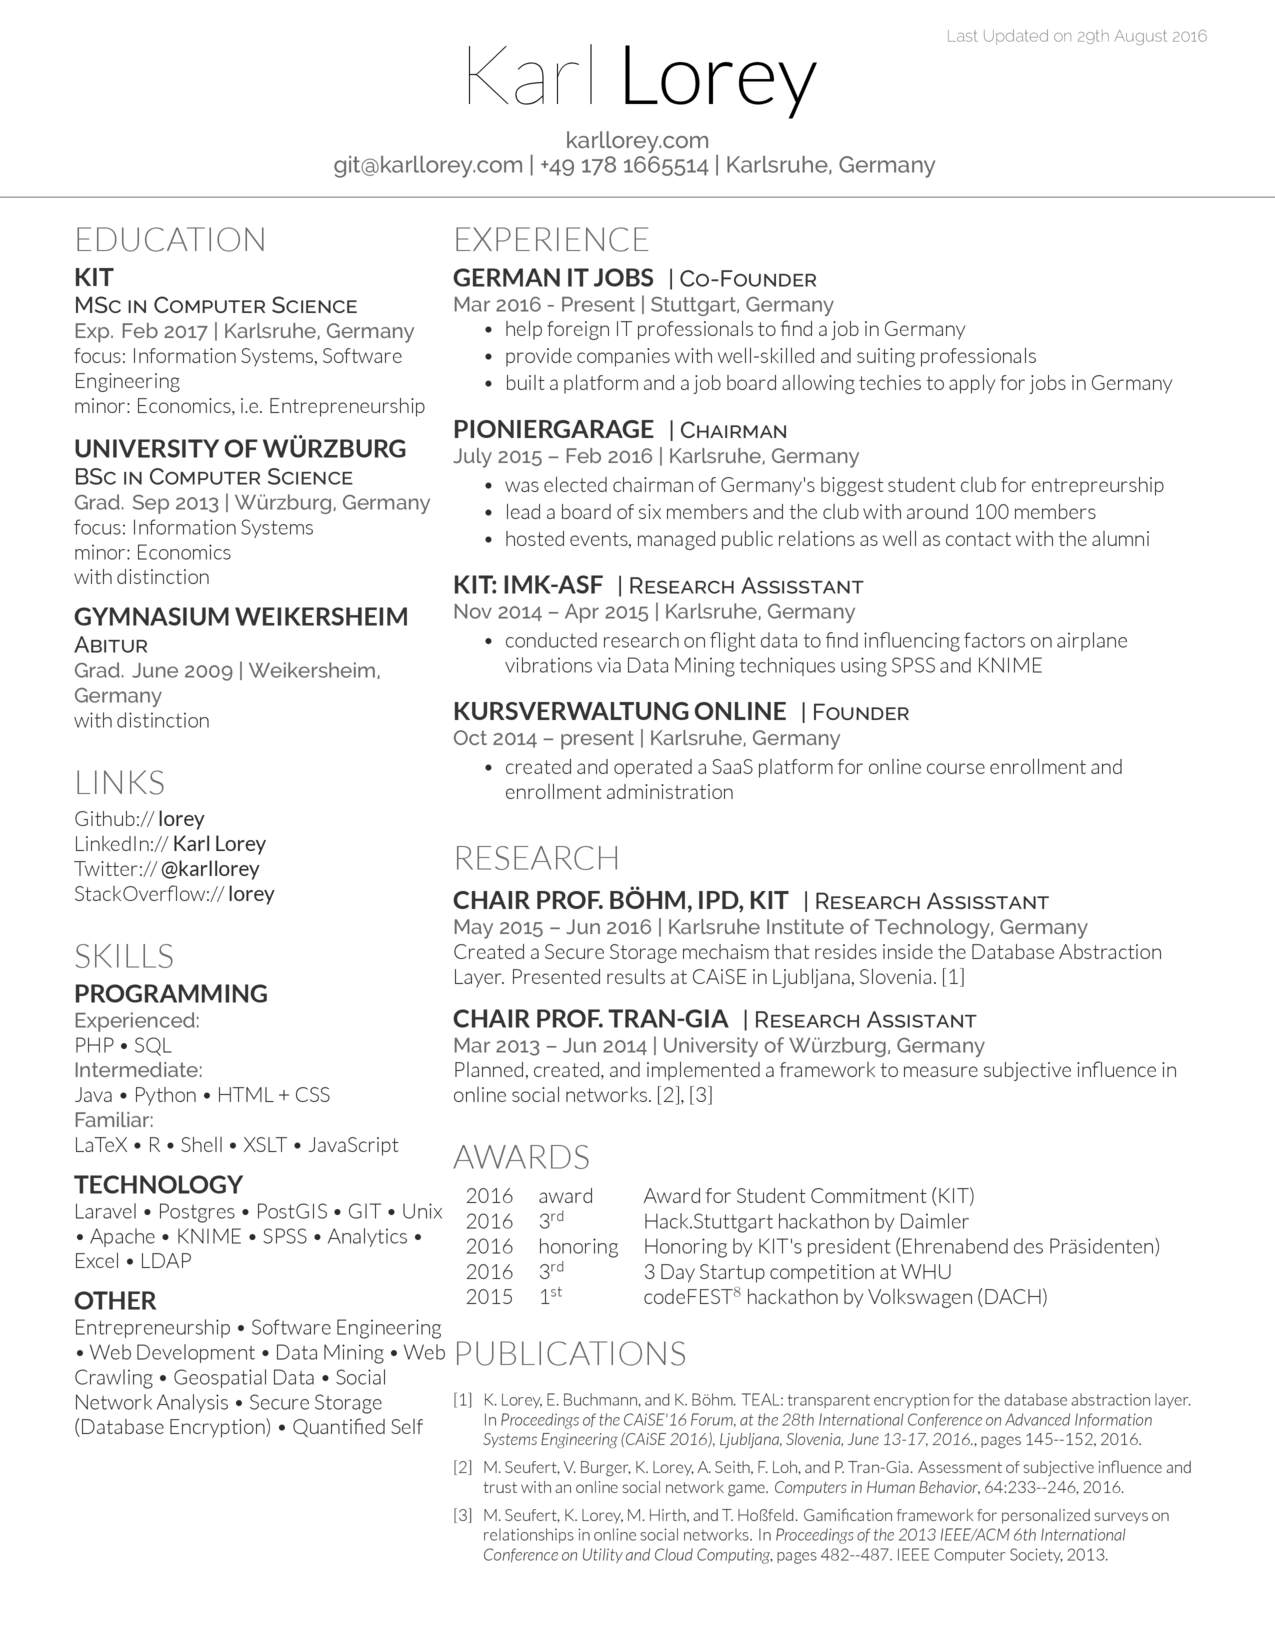 Last Updated on 29th August 2016
Karl Lorey
karllorey.com
git@karllorey.com | +49 178 1665514 | Karlsruhe, Germany
EDUCATION
KIT
MSc in Computer Science
Exp. Feb 2017 | Karlsruhe, Germany
focus: Information Systems, Software
Engineering
minor: Economics, i.e. Entrepreneurship
UNIVERSITY OF WÜRZBURG
BSc in Computer Science
Grad. Sep 2013 | Würzburg, Germany
focus: Information Systems
minor: Economics
with distinction
GYMNASIUM WEIKERSHEIM
Abitur
Grad. June 2009 | Weikersheim,
Germany
with distinction
LINKS
Github:// lorey
LinkedIn:// Karl Lorey
Twitter:// @karllorey
StackOverflow:// lorey
SKILLS
PROGRAMMING
Experienced:
PHP • SQL
Intermediate:
Java • Python • HTML + CSS
Familiar:
LaTeX • R • Shell • XSLT • JavaScript
TECHNOLOGY
Laravel • Postgres • PostGIS • GIT • Unix
• Apache • KNIME • SPSS • Analytics •
Excel • LDAP
OTHER
Entrepreneurship • Software Engineering
• Web Development • Data Mining • Web
Crawling • Geospatial Data • Social
Network Analysis • Secure Storage
(Database Encryption) • Quantified Self
EXPERIENCE
GERMAN IT JOBS | Co-Founder
Mar 2016 - Present | Stuttgart, Germany
• help foreign IT professionals to find a job in Germany
• provide companies with well-skilled and suiting professionals
• built a platform and a job board allowing techies to apply for jobs in Germany
PIONIERGARAGE | Chairman
July 2015 – Feb 2016 | Karlsruhe, Germany
• was elected chairman of Germany's biggest student club for entrepreurship
• lead a board of six members and the club with around 100 members
• hosted events, managed public relations as well as contact with the alumni
KIT: IMK-ASF | Research Assisstant
Nov 2014 – Apr 2015 | Karlsruhe, Germany
• conducted research on flight data to find influencing factors on airplane
vibrations via Data Mining techniques using SPSS and KNIME
KURSVERWALTUNG ONLINE | Founder
Oct 2014 – present | Karlsruhe, Germany
• created and operated a SaaS platform for online course enrollment and
enrollment administration
RESEARCH
CHAIR PROF. BÖHM, IPD, KIT | Research Assisstant
May 2015 – Jun 2016 | Karlsruhe Institute of Technology, Germany
Created a Secure Storage mechaism that resides inside the Database Abstraction
Layer. Presented results at CAiSE in Ljubljana, Slovenia. [1]
CHAIR PROF. TRAN-GIA | Research Assistant
Mar 2013 – Jun 2014 | University of Würzburg, Germany
Planned, created, and implemented a framework to measure subjective influence in
online social networks. [2], [3]
AWARDS
2016 award Award for Student Commitment (KIT)
2016 3rd Hack.Stuttgart hackathon by Daimler
2016 honoring Honoring by KIT's president (Ehrenabend des Präsidenten)
2016 3rd 3 Day Startup competition at WHU
2015 1st codeFEST8 hackathon by Volkswagen (DACH)
PUBLICATIONS
[1] K. Lorey, E. Buchmann, and K. Böhm. TEAL: transparent encryption for the database abstraction layer.
In Proceedings of the CAiSE'16 Forum, at the 28th International Conference on Advanced Information
Systems Engineering (CAiSE 2016), Ljubljana, Slovenia, June 13-17, 2016., pages 145--152, 2016.
[2] M. Seufert, V. Burger, K. Lorey, A. Seith, F. Loh, and P. Tran-Gia. Assessment of subjective influence and
trust with an online social network game. Computers in Human Behavior, 64:233--246, 2016.
[3] M. Seufert, K. Lorey, M. Hirth, and T. Hoßfeld. Gamification framework for personalized surveys on
relationships in online social networks. In Proceedings of the 2013 IEEE/ACM 6th International
Conference on Utility and Cloud Computing, pages 482--487. IEEE Computer Society, 2013.